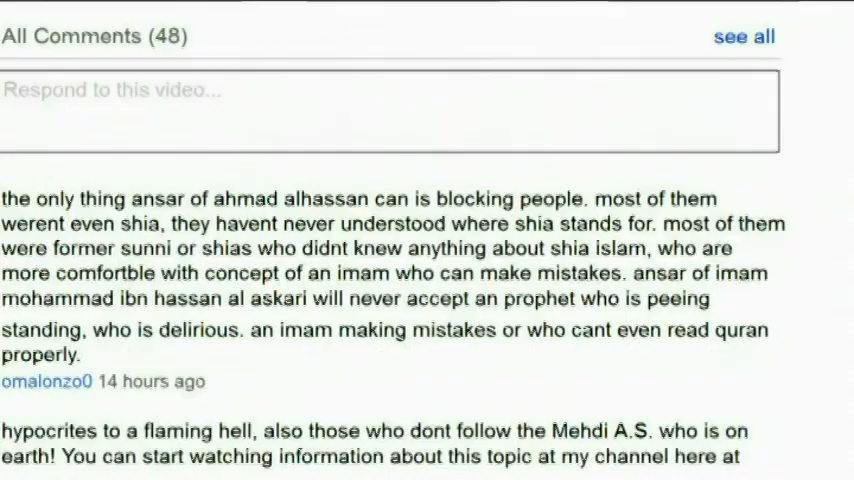 All Comments (48) see all
Respond to this video...
the only thing ansar of ahmad alhassan can is blocking people. most of them
werent even shia, they havent never understood where shia stands for. most of them
were former sunni or shias who didnt knew anything about shia islam, who are
more comfortble with concept of an imam who can make mistakes. ansar of imam
mohammad ibn hassan al askari will never accept an prophet who is peeing
standing, who is delirious. an imam making mistakes or who cant even read quran
properly.
omalonzo0 14 hours ago
hypocrites to a flaming hell, also those who dont follow the Mehdi A.S. who is on
earth! You can start watching information about this topic at my channel here at